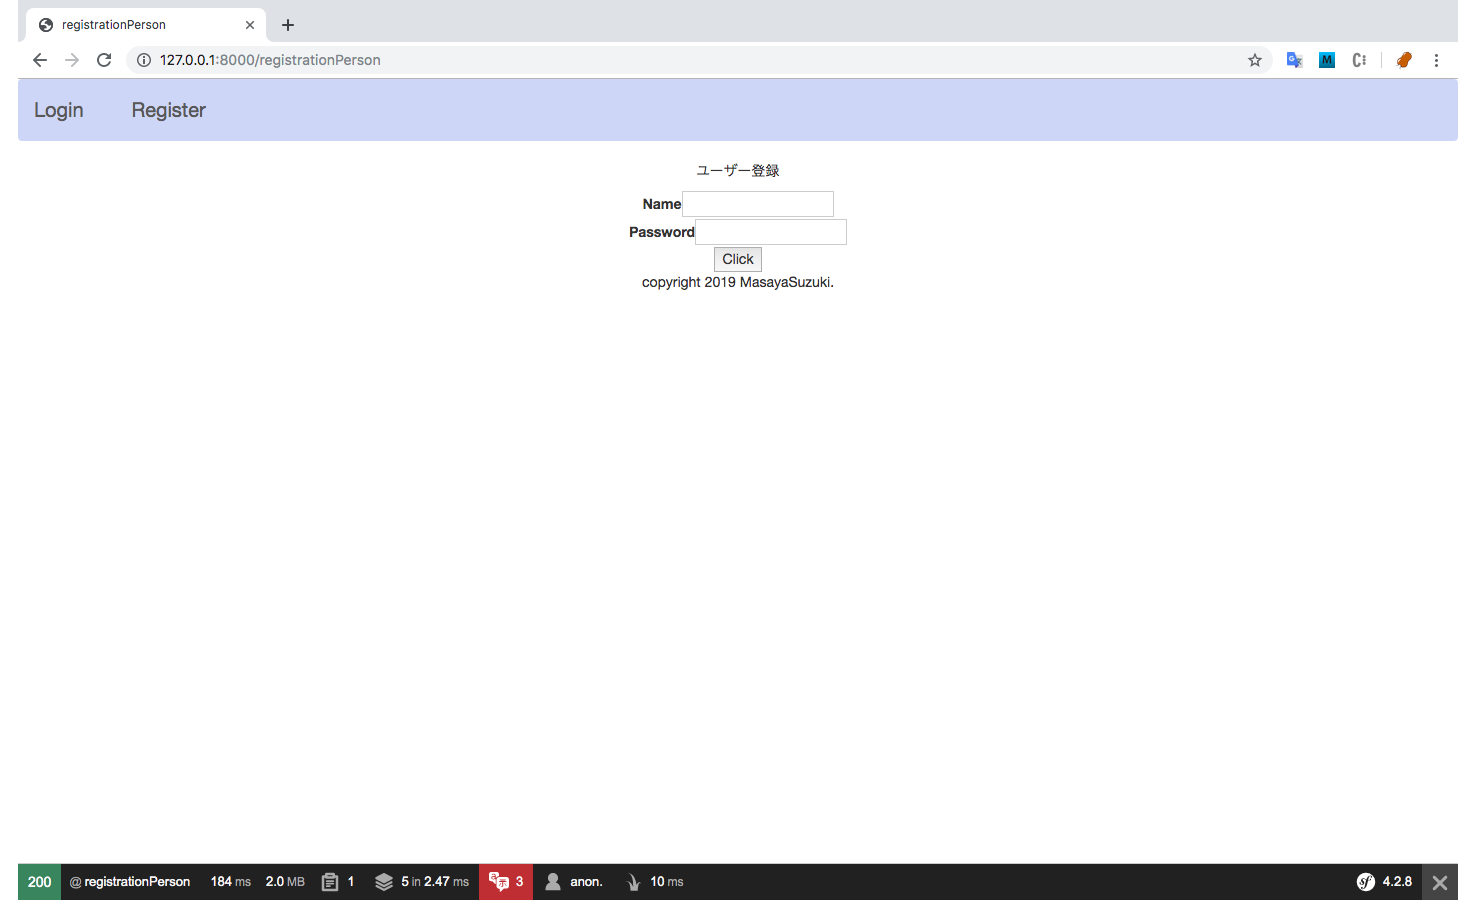 registrationPerson
127.0.0.1:8000/registrationPerson
Login Register
ユーザー登録
Name
Password
Click
copyright 2019 MasayaSuzuki.
200 @ registrationPerson 184 ms 2.0 MB 1 5 in 2.47 ms 3 anon. 10 ms sf 4.2.8